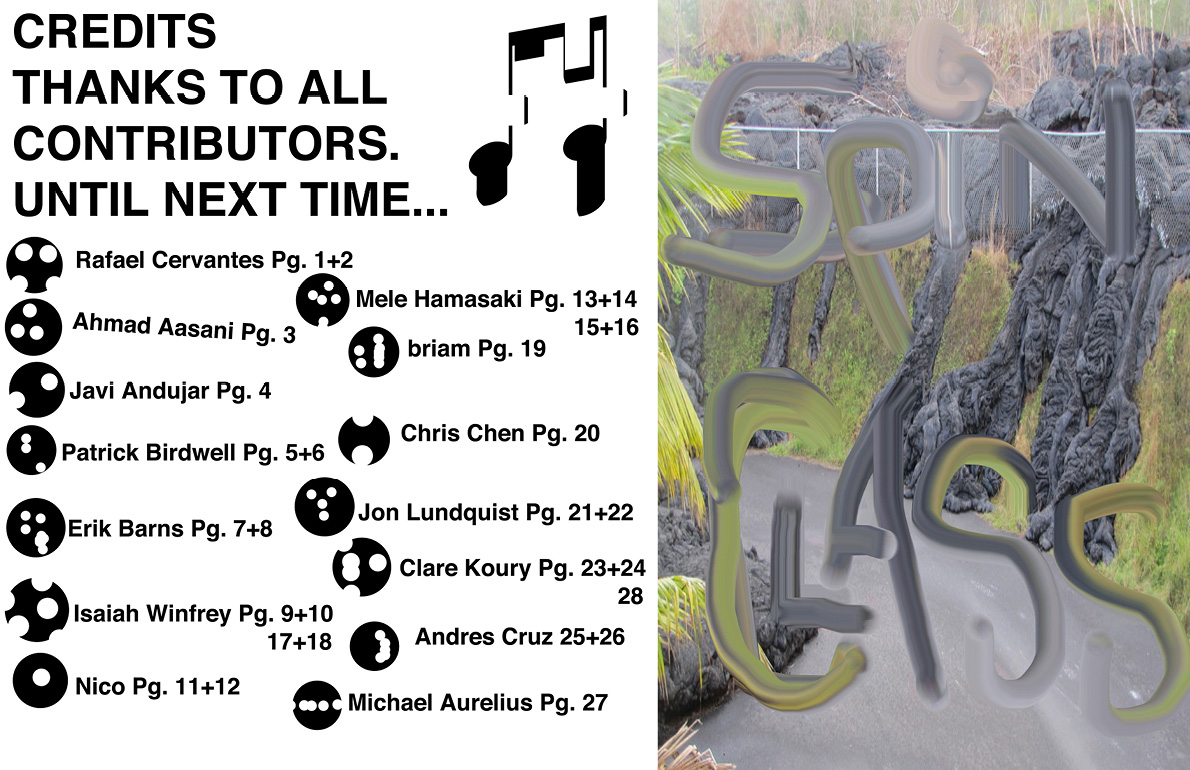 CREDITS
THANKS TO ALL
CONTRIBUTORS.
UNTIL NEXT TIME...
Rafael Cervantes Pg. 1+2
Ahmad Aasani Pg. 3
Javi Andujar Pg. 4
Patrick Birdwell Pg. 5+6
Erik Barns Pg. 7+8
Isaiah Winfrey Pg. 9+10
17+18
Nico Pg. 11+12
Mele Hamasaki Pg. 13+14
15+16
briam Pg. 19
Chris Chen Pg. 20
Jon Lundquist Pg. 21+22
Clare Koury Pg. 23+24
28
Andres Cruz 25+26
Michael Aurelius Pg. 27
SPiN
ClASS